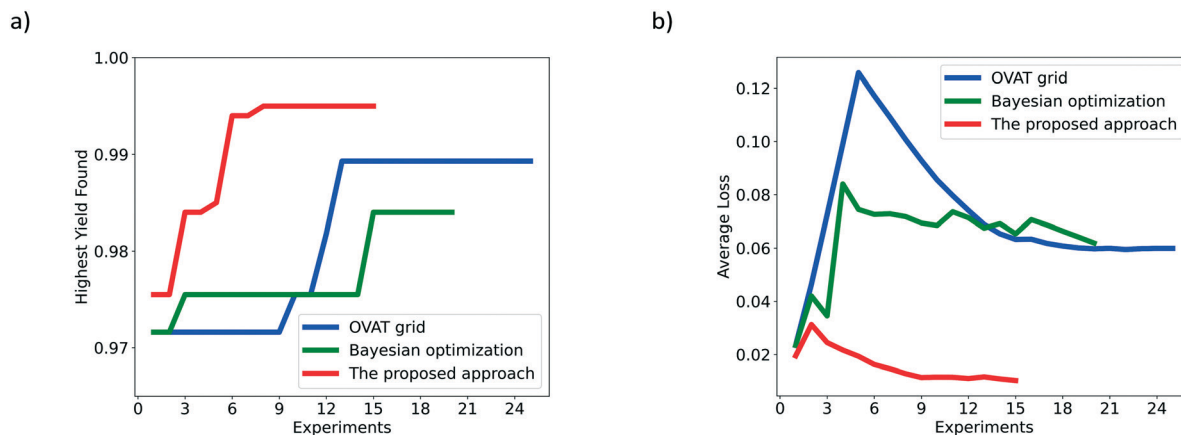 a)
Highest Yield Found
1.00
0.99
0.98
0.97
0 3 6 9 12 15 18 21 24
Experiments
OVAT grid
Bayesian optimization
The proposed approach
b)
Average Loss
0.12
0.10
0.08
0.06
0.04
0.02
0 3 6 9 12 15 18 21 24
Experiments
OVAT grid
Bayesian optimization
The proposed approach